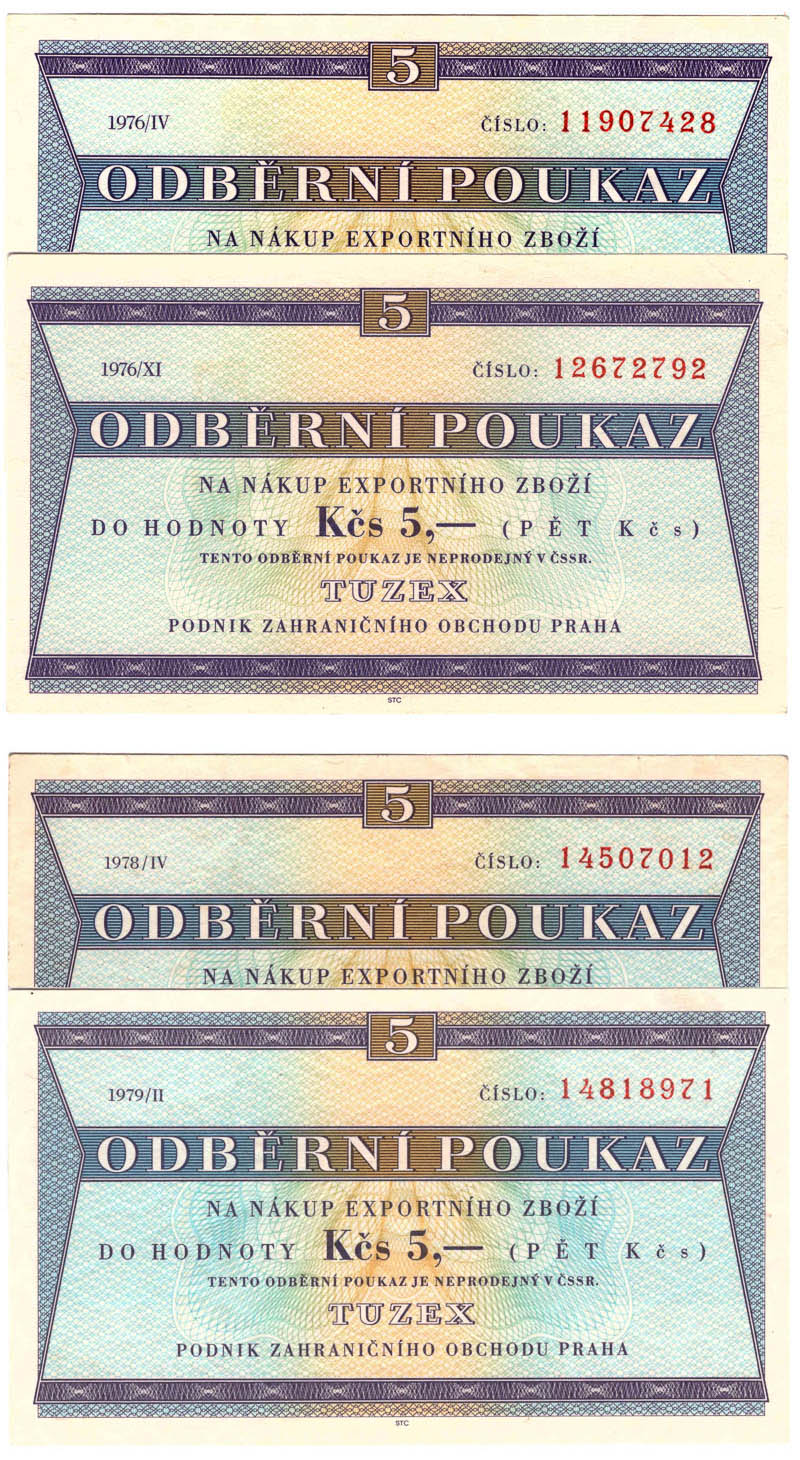 5
1976/IV ČÍSLO: 11907428
ODBĚRNÍ POUKAZ
NA NÁKUP EXPORTNÍHO ZBOŽÍ
5
1976/XI ČÍSLO: 12672792
ODBĚRNÍ POUKAZ
NA NÁKUP EXPORTNÍHO ZBOŽÍ
DO HODNOTY Kčs 5,— (PĚT Kčs)
TENTO ODBĚRNÍ POUKAZ JE NEPRODEJNÝ V ČSSR.
TUZEX
PODNIK ZAHRANIČNÍHO OBCHODU PRAHA
STC
5
1978/IV ČÍSLO: 14507012
ODBĚRNÍ POUKAZ
NA NÁKUP EXPORTNÍHO ZBOŽÍ
5
1979/II ČÍSLO: 14818971
ODBĚRNÍ POUKAZ
NA NÁKUP EXPORTNÍHO ZBOŽÍ
DO HODNOTY Kčs 5,— (PĚT Kčs)
TENTO ODBĚRNÍ POUKAZ JE NEPRODEJNÝ V ČSSR.
TUZEX
PODNIK ZAHRANIČNÍHO OBCHODU PRAHA
STC